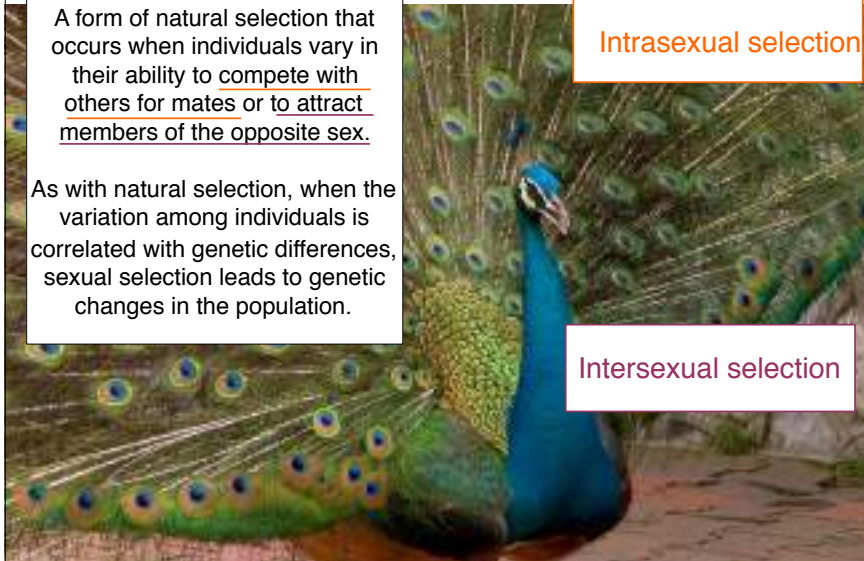 A form of natural selection that
occurs when individuals vary in
their ability to compete with
others for mates or to attract
members of the opposite sex.
As with natural selection, when the
variation among individuals is
correlated with genetic differences,
sexual selection leads to genetic
changes in the population.
Intrasexual selection
Intersexual selection